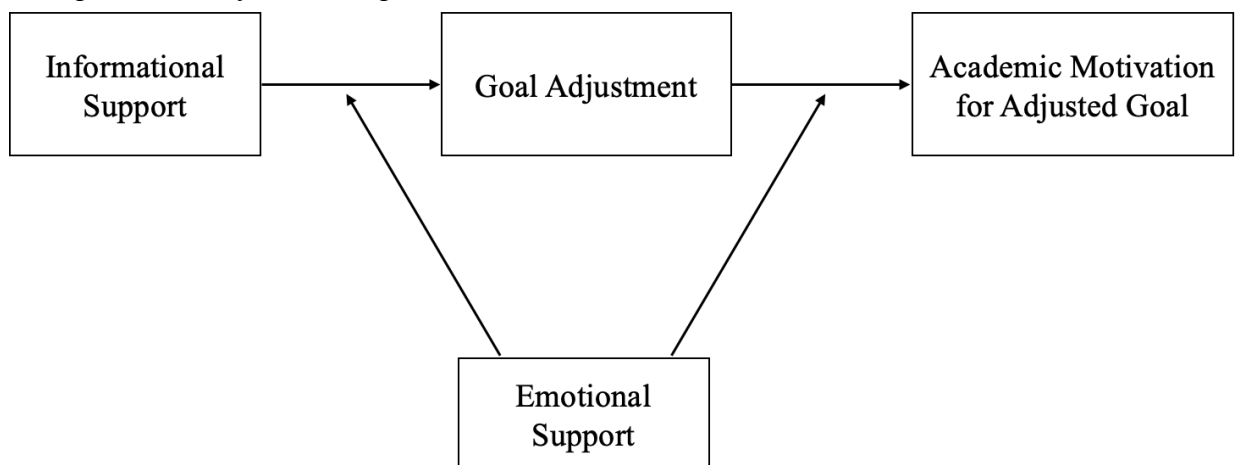 Informational
Support
Goal Adjustment
Academic Motivation
for Adjusted Goal
Emotional
Support